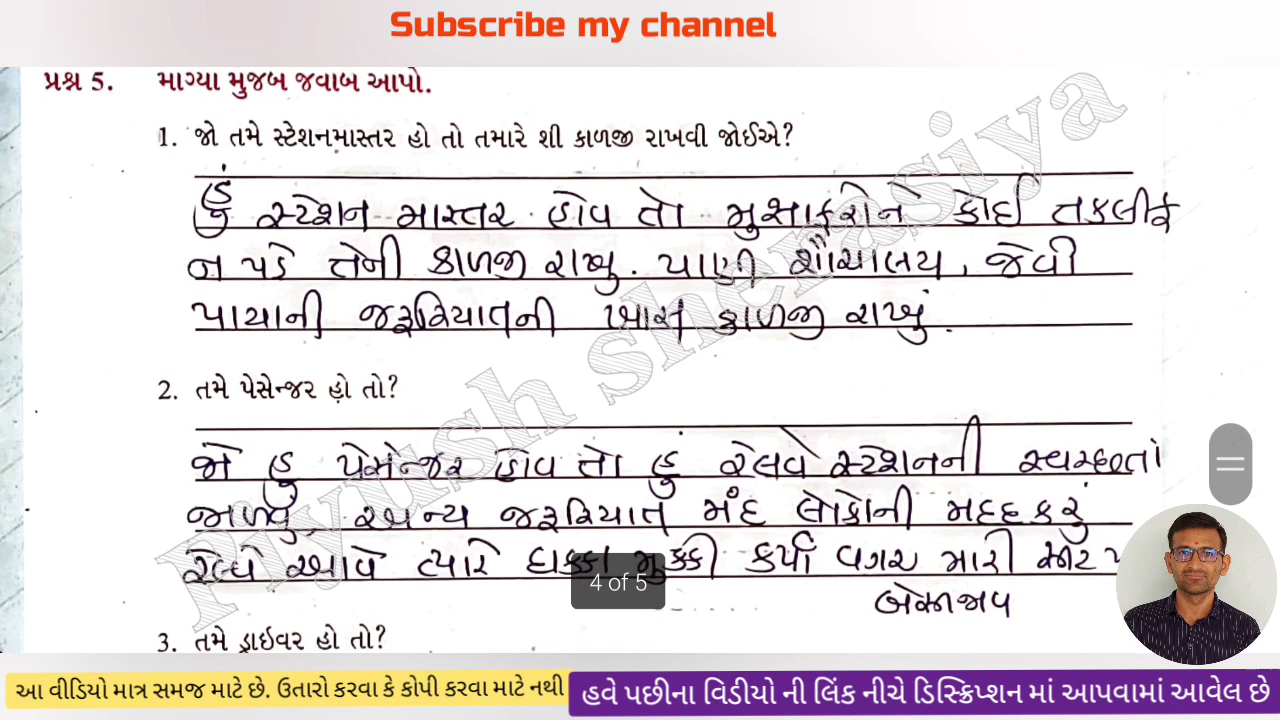 Subscribe my channel
પ્રશ્ન 5. માગ્યા મુજબ જવાબ આપો.
1. જો તમે સ્ટેશનમાસ્તર હો તો તમારે શી કાળજી રાખવી જોઈએ?
હું સ્ટેશન માસ્તર હોવ તો મુસાફરોને કોઈ તકલીફ
ન પડે તેની કાળજી રાખુ. પાણી શૌચાલય, જેવી
પાયાની જરૂરિયાતની ખાસ કાળજી રાખું.
2. તમે પેસેન્જર હો તો?
જો હુ પેસેન્જર હોવ તો હું રેલવે સ્ટેશનની સ્વચ્છતા
જાળવું, અન્ય જરૂરિયાત મંદ લોકોની મદદ કરું
રેલ્વે આવે ત્યારે ધક્કા મુક્કી કર્યા વગર મારી સીટ
બેસી જાવ
3. તમે ડ્રાઈવર હો તો?
Piyush sherasiya
4 of 5
આ વીડિયો માત્ર સમજ માટે છે. ઉતારો કરવા કે કોપી કરવા માટે નથી
હવે પછીના વિડીયો ની લિંક નીચે ડિસ્ક્રિપ્શન માં આપવામાં આવેલ છે